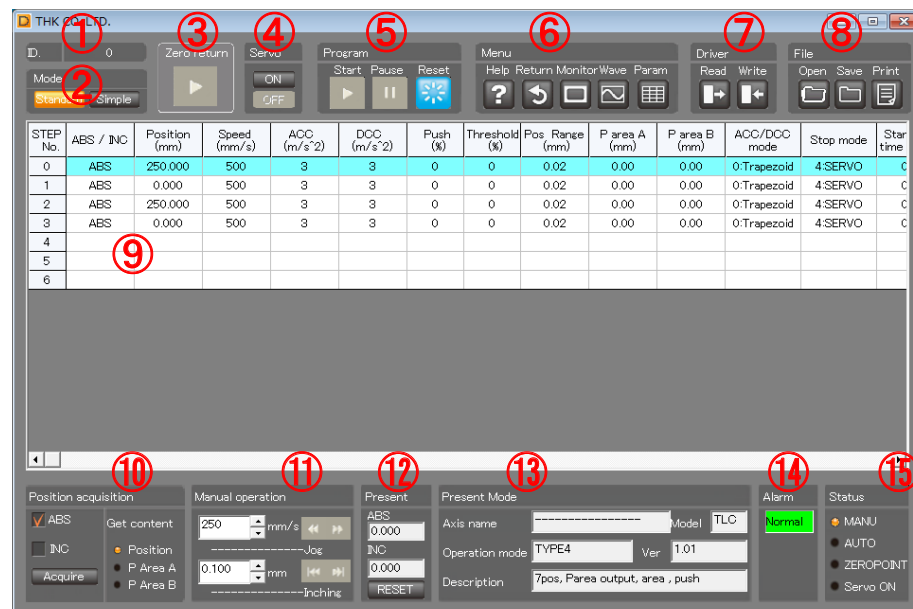 THK CO.,LTD.
① ② ③ ④ ⑤ ⑥ ⑦ ⑧
ID. 0
Mode
Standard Simple
Zero return
Servo
ON
OFF
Program
Start Pause Reset
Menu
Help Return Monitor Wave Param
?
Driver
Read Write
File
Open Save Print
STEP No. ABS / INC Position (mm) Speed (mm/s) ACC (m/s^2) DCC (m/s^2) Push (%) Threshold (%) Pos. Range (mm) P area A (mm) P area B (mm) ACC/DCC mode Stop mode Star time
0 ABS 250.000 500 3 3 0 0 0.02 0.00 0.00 0:Trapezoid 4:SERVO 0
1 ABS 0.000 500 3 3 0 0 0.02 0.00 0.00 0:Trapezoid 4:SERVO 0
2 ABS 250.000 500 3 3 0 0 0.02 0.00 0.00 0:Trapezoid 4:SERVO 0
3 ABS 0.000 500 3 3 0 0 0.02 0.00 0.00 0:Trapezoid 4:SERVO 0
4
⑨
5
6
⑩ ⑪ ⑫ ⑬ ⑭ ⑮
Position acquisition
ABS
INC
Acquire
Get content
Position
P Area A
P Area B
Manual operation
250 mm/s
--------------Jog
0.100 mm
--------------Inching
Present
ABS
0.000
INC
0.000
RESET
Present Mode
Axis name ---------------- Model TLC
Operation mode TYPE4 Ver 1.01
Description 7pos, Parea output, area , push
Alarm
Normal
Status
MANU
AUTO
ZEROPOINT
Servo ON